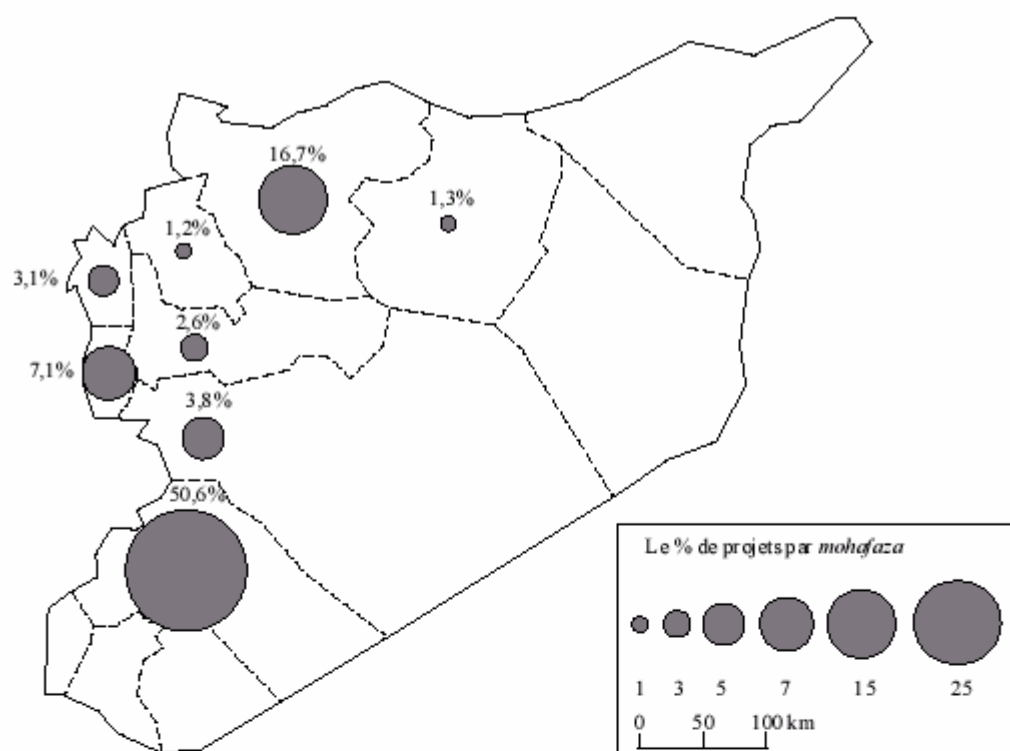 16,7%
1,3%
1,2%
3,1%
2,6%
7,1%
3,8%
50,6%
Le % de projets par mohafaza
1 3 5 7 15 25
0 50 100 km